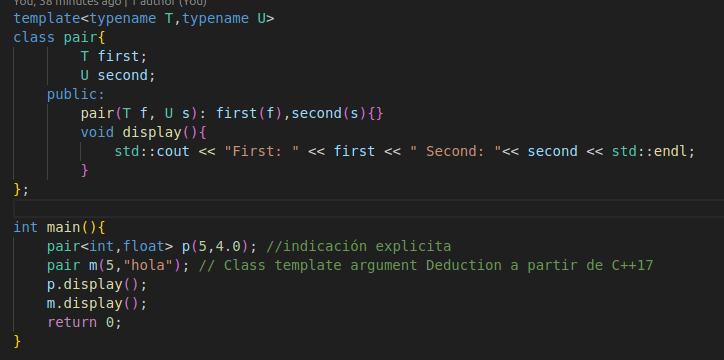 You, 38 minutes ago | 1 author (You)
template<typename T,typename U>
class pair{
        T first;
        U second;
    public:
        pair(T f, U s): first(f),second(s){}
        void display(){
            std::cout << "First: " << first << " Second: "<< second << std::endl;
        }
};

int main(){
    pair<int,float> p(5,4.0); //indicación explicita
    pair m(5,"hola"); // Class template argument Deduction a partir de C++17
    p.display();
    m.display();
    return 0;
}